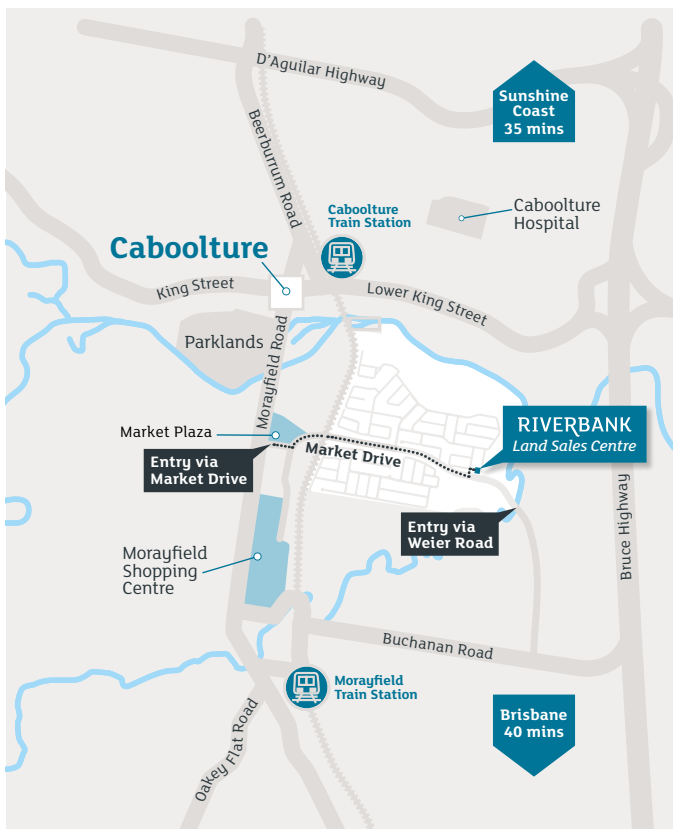 D'Aguilar Highway
Sunshine
Coast
35 mins
Beerburrum Road
Caboolture
Train Station
Caboolture
Hospital
Caboolture
King Street
Lower King Street
Parklands
Morayfield Road
Market Plaza
Entry via
Market Drive
Market Drive
RIVERBANK
Land Sales Centre
Entry via
Weier Road
Bruce Highway
Morayfield
Shopping
Centre
Buchanan Road
Morayfield
Train Station
Oakey Flat Road
Brisbane
40 mins